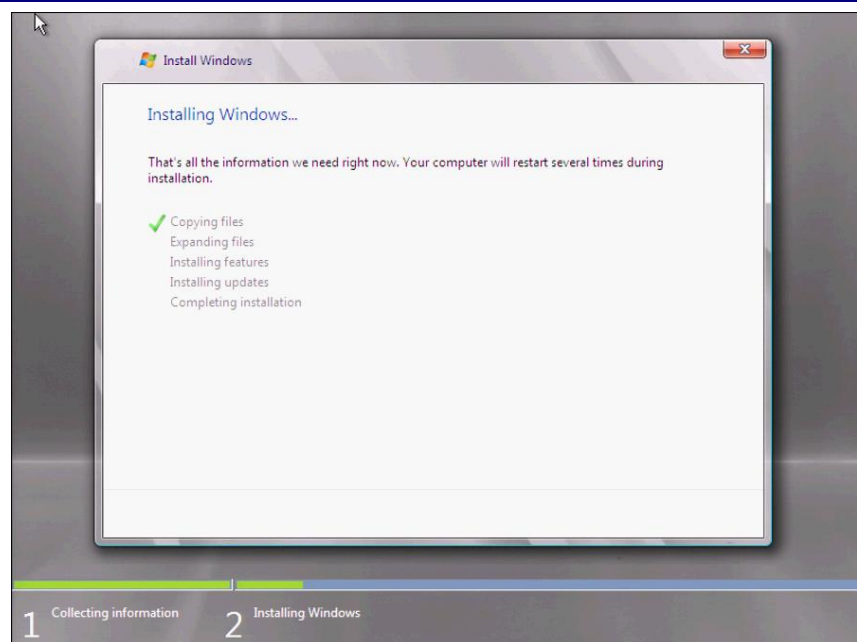 Install Windows
Installing Windows...
That's all the information we need right now. Your computer will restart several times during
installation.
Copying files
Expanding files
Installing features
Installing updates
Completing installation
1 Collecting information
2 Installing Windows